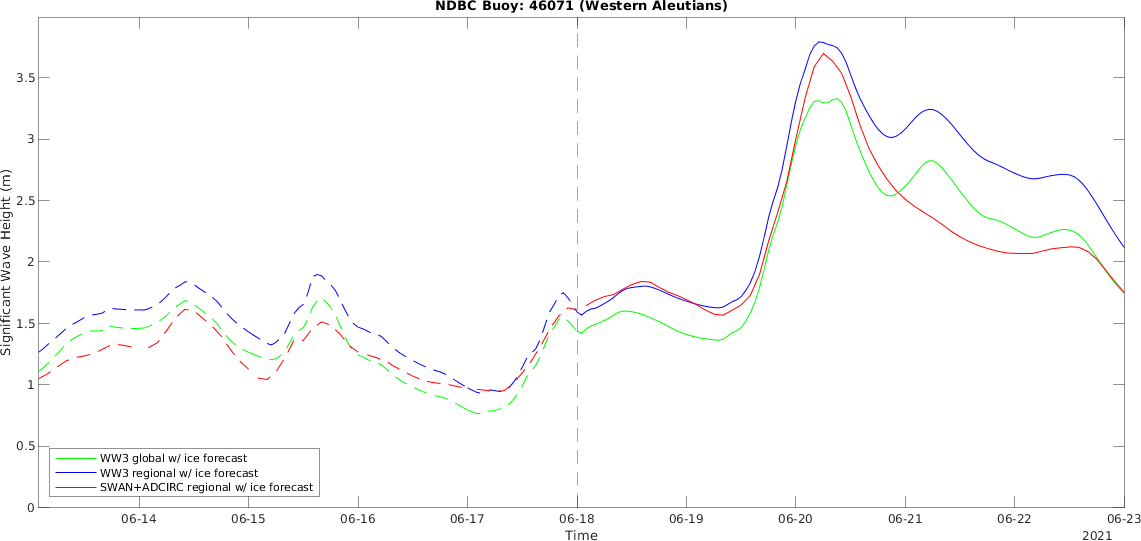 NDBC Buoy: 46071 (Western Aleutians)
Significant Wave Height (m)
3.5
3
2.5
2
1.5
1
0.5
0
WW3 global w/ ice forecast
WW3 regional w/ ice forecast
SWAN+ADCIRC regional w/ ice forecast
06-14 06-15 06-16 06-17 06-18 06-19 06-20 06-21 06-22 06-23
Time
2021